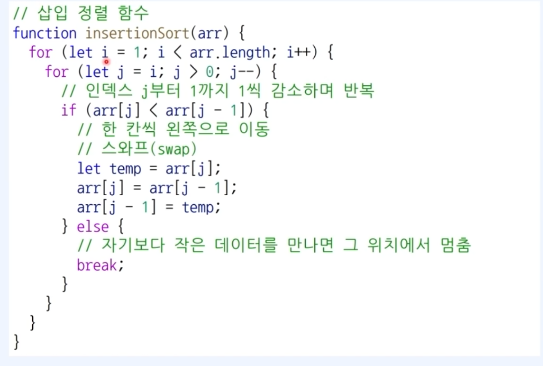 // 삽입 정렬 함수
function insertionSort(arr) {
  for (let i = 1; i < arr.length; i++) {
    for (let j = i; j > 0; j--) {
      // 인덱스 j부터 1까지 1씩 감소하며 반복
      if (arr[j] < arr[j - 1]) {
        // 한 칸씩 왼쪽으로 이동
        // 스와프(swap)
        let temp = arr[j];
        arr[j] = arr[j - 1];
        arr[j - 1] = temp;
      } else {
        // 자기보다 작은 데이터를 만나면 그 위치에서 멈춤
        break;
      }
    }
  }
}